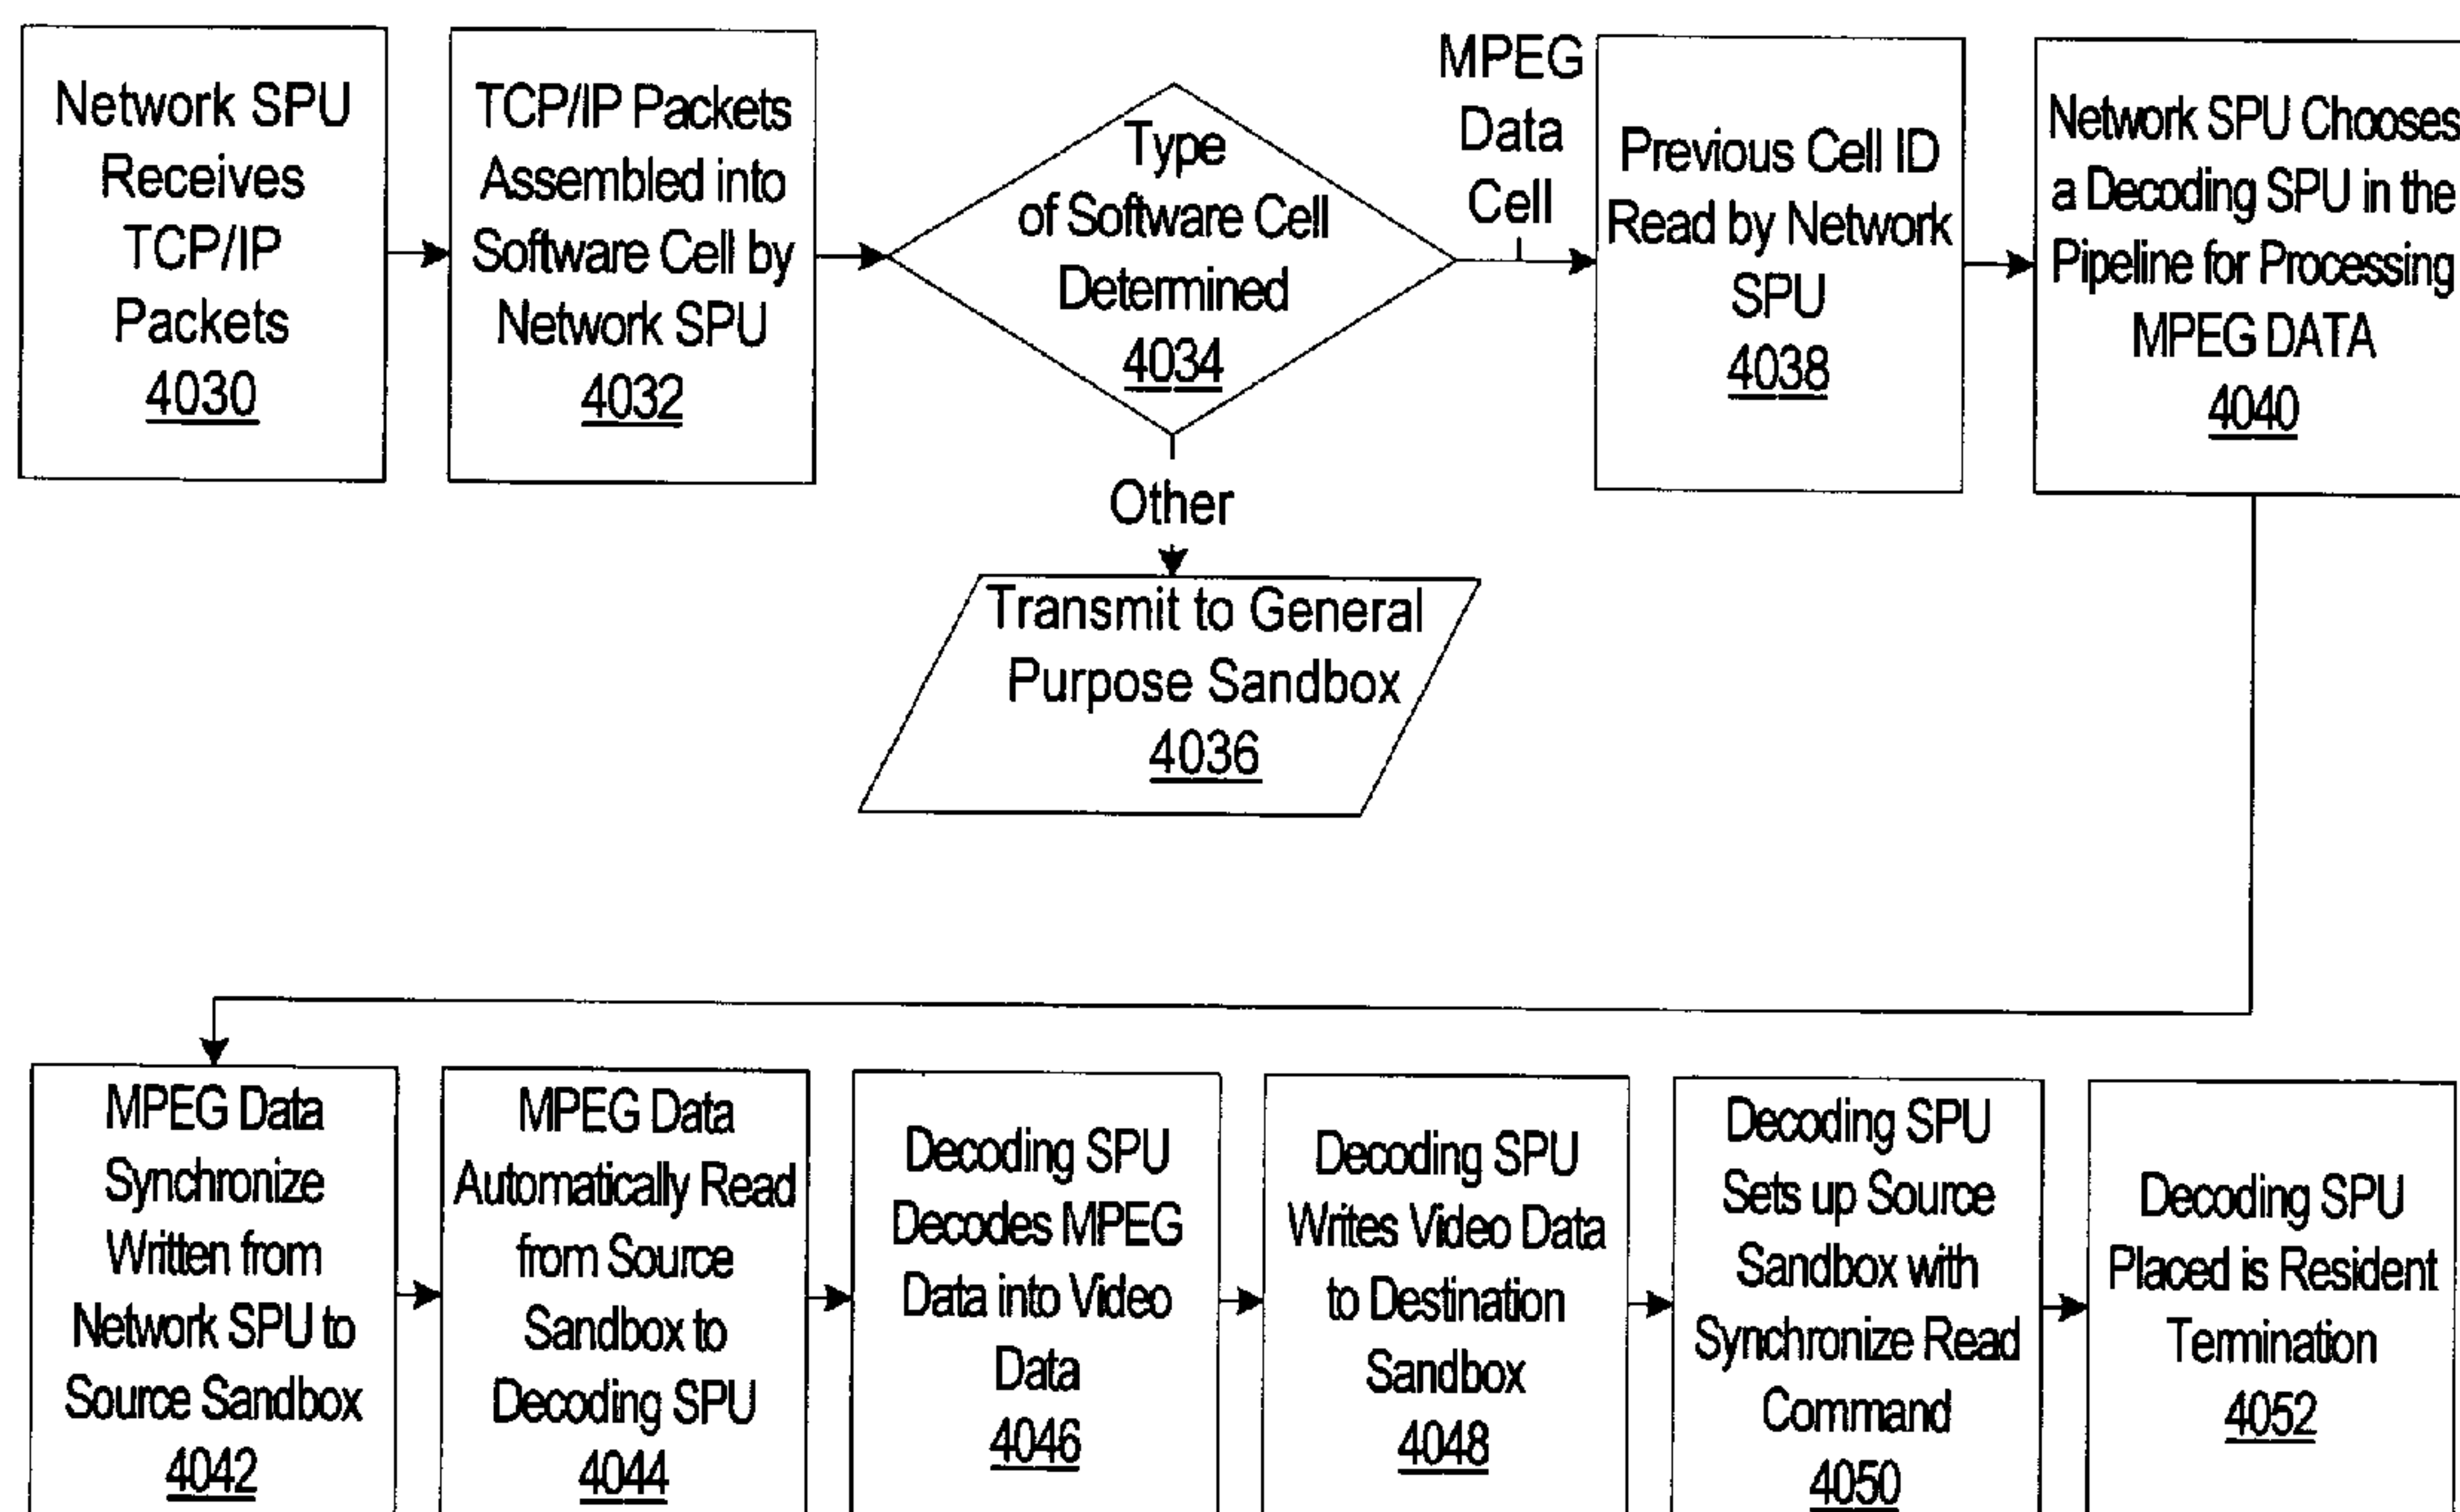 Network SPU
Receives
TCP/IP
Packets
4030
TCP/IP Packets
Assembled into
Software Cell by
Network SPU
4032
Type
of Software Cell
Determined
4034
MPEG
Data
Cell
Previous Cell ID
Read by Network
SPU
4038
Network SPU Chooses
a Decoding SPU in the
Pipeline for Processing
MPEG DATA
4040
Other
Transmit to General
Purpose Sandbox
4036
MPEG Data
Synchronize
Written from
Network SPU to
Source Sandbox
4042
MPEG Data
Automatically Read
from Source
Sandbox to
Decoding SPU
4044
Decoding SPU
Decodes MPEG
Data into Video
Data
4046
Decoding SPU
Writes Video Data
to Destination
Sandbox
4048
Decoding SPU
Sets up Source
Sandbox with
Synchronize Read
Command
4050
Decoding SPU
Placed is Resident
Termination
4052